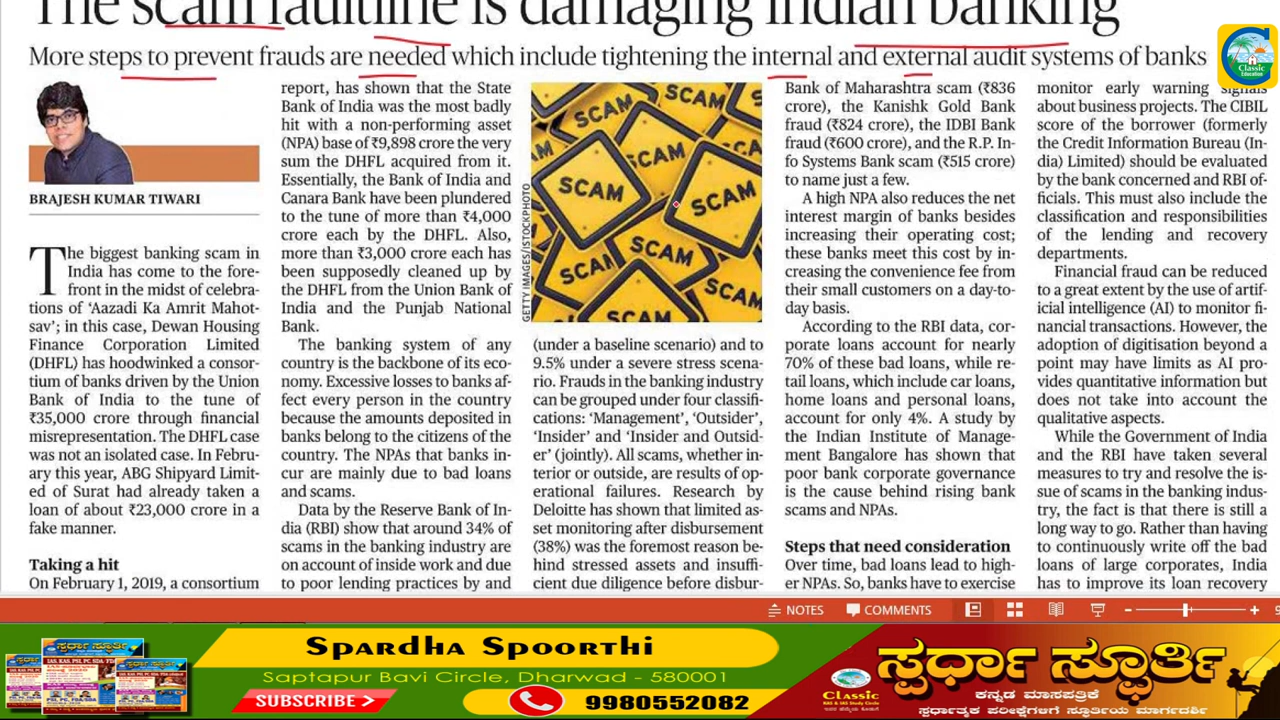 The scam faultline is damaging Indian banking
More steps to prevent frauds are needed which include tightening the internal and external audit systems of banks
BRAJESH KUMAR TIWARI
The biggest banking scam in
India has come to the fore-
front in the midst of celebra-
tions of ‘Aazadi Ka Amrit Mahot-
sav’; in this case, Dewan Housing
Finance Corporation Limited
(DHFL) has hoodwinked a consor-
tium of banks driven by the Union
Bank of India to the tune of
₹35,000 crore through financial
misrepresentation. The DHFL case
was not an isolated case. In Febru-
ary this year, ABG Shipyard Limit-
ed of Surat had already taken a
loan of about ₹23,000 crore in a
fake manner.
Taking a hit
On February 1, 2019, a consortium
report, has shown that the State
Bank of India was the most badly
hit with a non-performing asset
(NPA) base of ₹9,898 crore the very
sum the DHFL acquired from it.
Essentially, the Bank of India and
Canara Bank have been plundered
to the tune of more than ₹4,000
crore each by the DHFL. Also,
more than ₹3,000 crore each has
been supposedly cleaned up by
the DHFL from the Union Bank of
India and the Punjab National
Bank.
The banking system of any
country is the backbone of its eco-
nomy. Excessive losses to banks af-
fect every person in the country
because the amounts deposited in
banks belong to the citizens of the
country. The NPAs that banks in-
cur are mainly due to bad loans
and scams.
Data by the Reserve Bank of In-
dia (RBI) show that around 34% of
scams in the banking industry are
on account of inside work and due
to poor lending practices by and
GETTY IMAGES/ISTOCKPHOTO
SCAM
SCAM
SCAM
SCAM
SCAM
SCAM
SCAM
SCAM
SCAM
(under a baseline scenario) and to
9.5% under a severe stress scena-
rio. Frauds in the banking industry
can be grouped under four classifi-
cations: ‘Management’, ‘Outsider’,
‘Insider’ and ‘Insider and Outsid-
er’ (jointly). All scams, whether in-
terior or outside, are results of op-
erational failures. Research by
Deloitte has shown that limited as-
set monitoring after disbursement
(38%) was the foremost reason be-
hind stressed assets and insuffi-
cient due diligence before disbur-
Bank of Maharashtra scam (₹836
crore), the Kanishk Gold Bank
fraud (₹824 crore), the IDBI Bank
fraud (₹600 crore), and the R.P. In-
fo Systems Bank scam (₹515 crore)
to name just a few.
A high NPA also reduces the net
interest margin of banks besides
increasing their operating cost;
these banks meet this cost by in-
creasing the convenience fee from
their small customers on a day-to-
day basis.
According to the RBI data, cor-
porate loans account for nearly
70% of these bad loans, while re-
tail loans, which include car loans,
home loans and personal loans,
account for only 4%. A study by
the Indian Institute of Manage-
ment Bangalore has shown that
poor bank corporate governance
is the cause behind rising bank
scams and NPAs.
Steps that need consideration
Over time, bad loans lead to high-
er NPAs. So, banks have to exercise
monitor early warning signals
about business projects. The CIBIL
score of the borrower (formerly
the Credit Information Bureau (In-
dia) Limited) should be evaluated
by the bank concerned and RBI of-
ficials. This must also include the
classification and responsibilities
of the lending and recovery
departments.
Financial fraud can be reduced
to a great extent by the use of artif-
icial intelligence (AI) to monitor fi-
nancial transactions. However, the
adoption of digitisation beyond a
point may have limits as AI pro-
vides quantitative information but
does not take into account the
qualitative aspects.
While the Government of India
and the RBI have taken several
measures to try and resolve the is-
sue of scams in the banking indus-
try, the fact is that there is still a
long way to go. Rather than having
to continuously write off the bad
loans of large corporates, India
has to improve its loan recovery
Classic
Education
NOTES
COMMENTS
Spardha Spoorthi
Saptapur Bavi Circle, Dharwad - 580001
SUBSCRIBE
9980552082
Classic
ಸ್ಪರ್ಧಾ ಸ್ಫೂರ್ತಿ
ಕನ್ನಡ ಮಾಸಪತ್ರಿಕೆ
ಸ್ಪರ್ಧಾತ್ಮಕ ಪರೀಕ್ಷೆಗಳಿಗೆ ಸ್ಫೂರ್ತಿಯ ಮಾರ್ಗದರ್ಶಿ